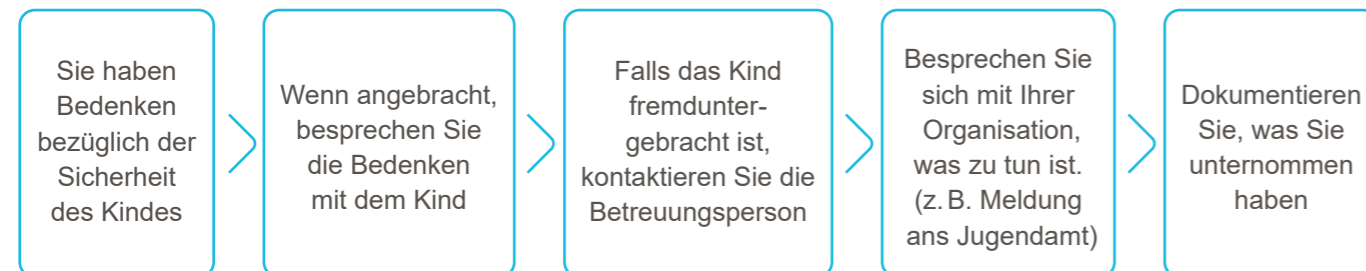 Sie haben
Bedenken
bezüglich der
Sicherheit
des Kindes
Wenn angebracht,
besprechen Sie
die Bedenken
mit dem Kind
Falls das Kind
fremdunter-
gebracht ist,
kontaktieren Sie die
Betreuungsperson
Besprechen Sie
sich mit Ihrer
Organisation,
was zu tun ist.
(z. B. Meldung
ans Jugendamt)
Dokumentieren
Sie, was Sie
unternommen
haben